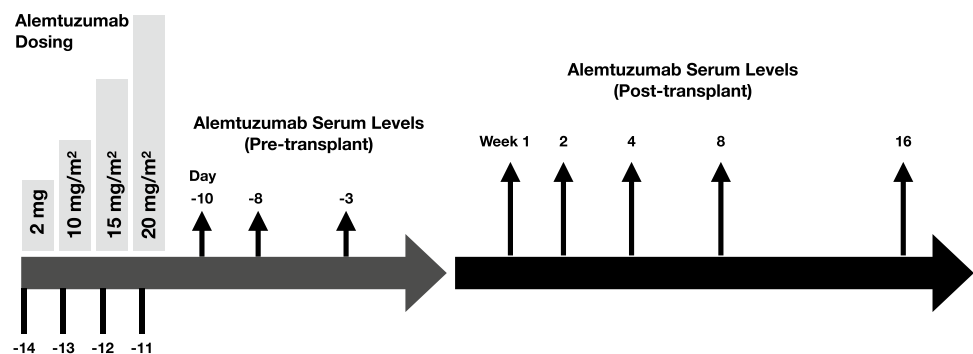 Alemtuzumab
Dosing
2 mg
10 mg/m²
15 mg/m²
20 mg/m²
-14
-13
-12
-11
Alemtuzumab Serum Levels
(Pre-transplant)
Day
-10
-8
-3
Alemtuzumab Serum Levels
(Post-transplant)
Week 1
2
4
8
16